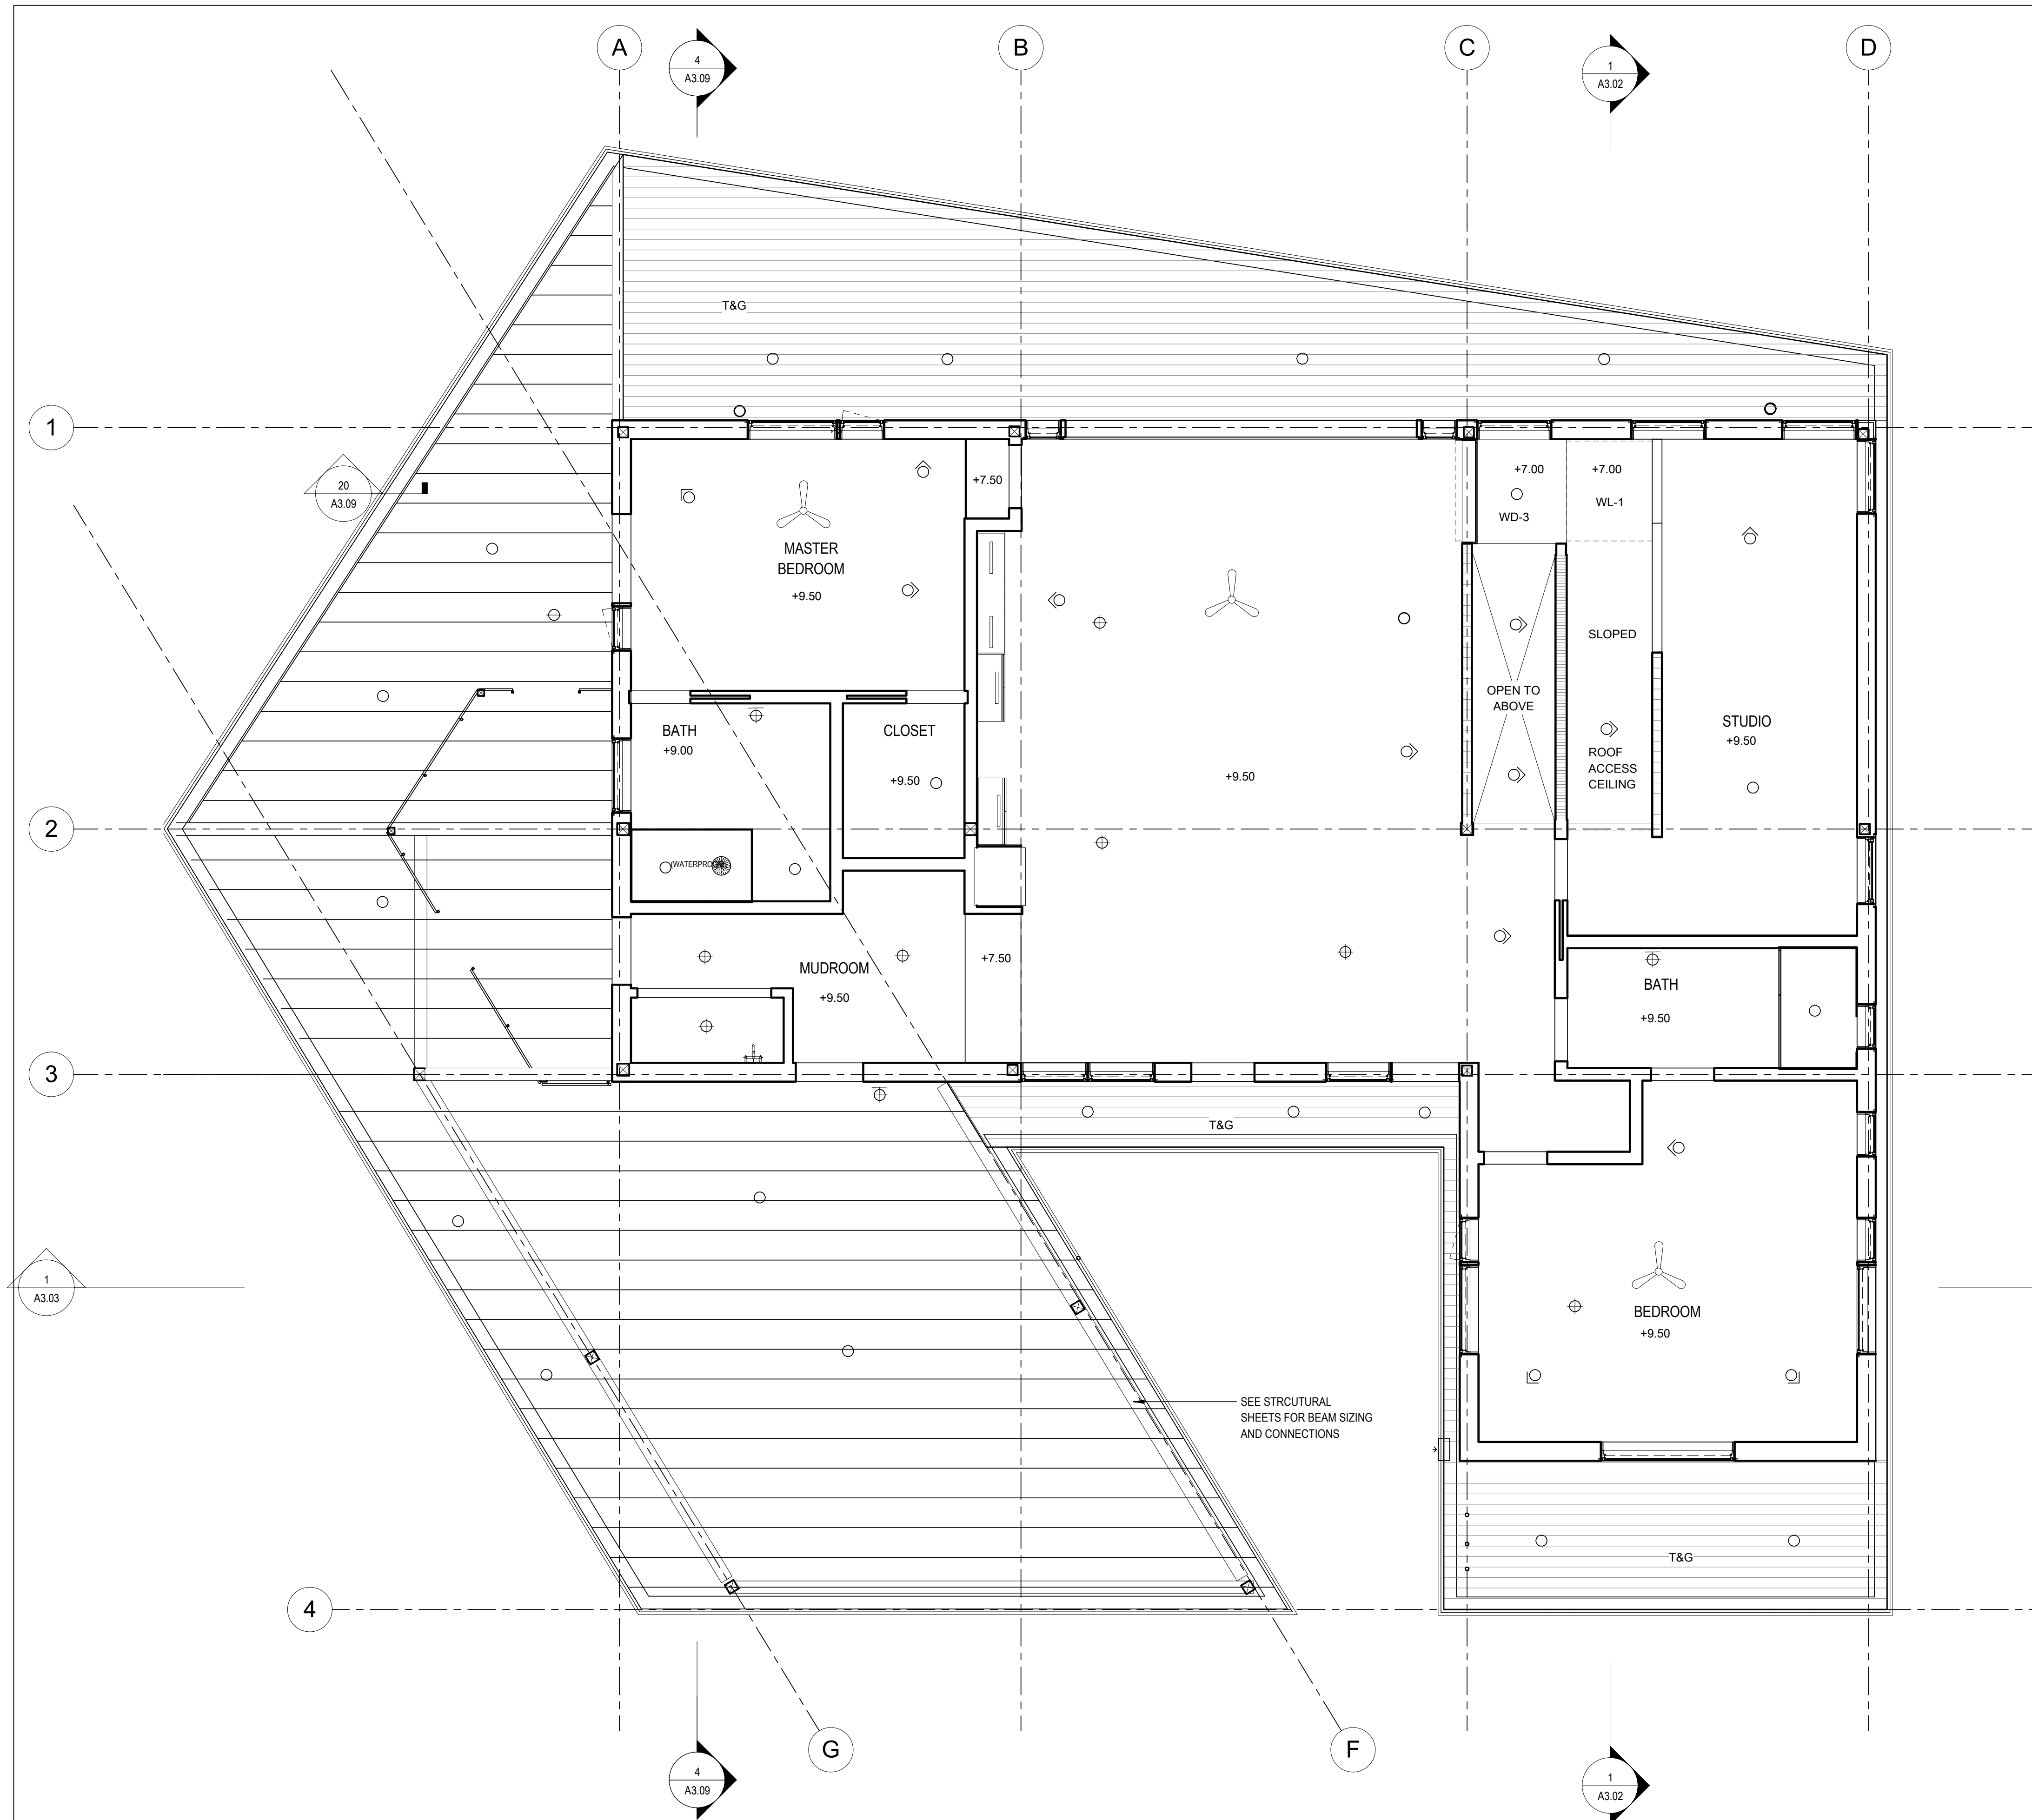 A
B
C
D
4
A3.09
1
A3.02
T&G
1
20
A3.09
+7.50
+7.00
+7.00
WD-3
WL-1
MASTER
BEDROOM
+9.50
SLOPED
OPEN TO
ABOVE
BATH
+9.00
CLOSET
+9.50
+9.50
STUDIO
+9.50
ROOF
ACCESS
CEILING
2
MUDROOM
+9.50
+7.50
BATH
+9.50
3
T&G
1
A3.03
BEDROOM
+9.50
SEE STRCUTURAL
SHEETS FOR BEAM SIZING
AND CONNECTIONS
T&G
4
G
F
4
A3.09
1
A3.02